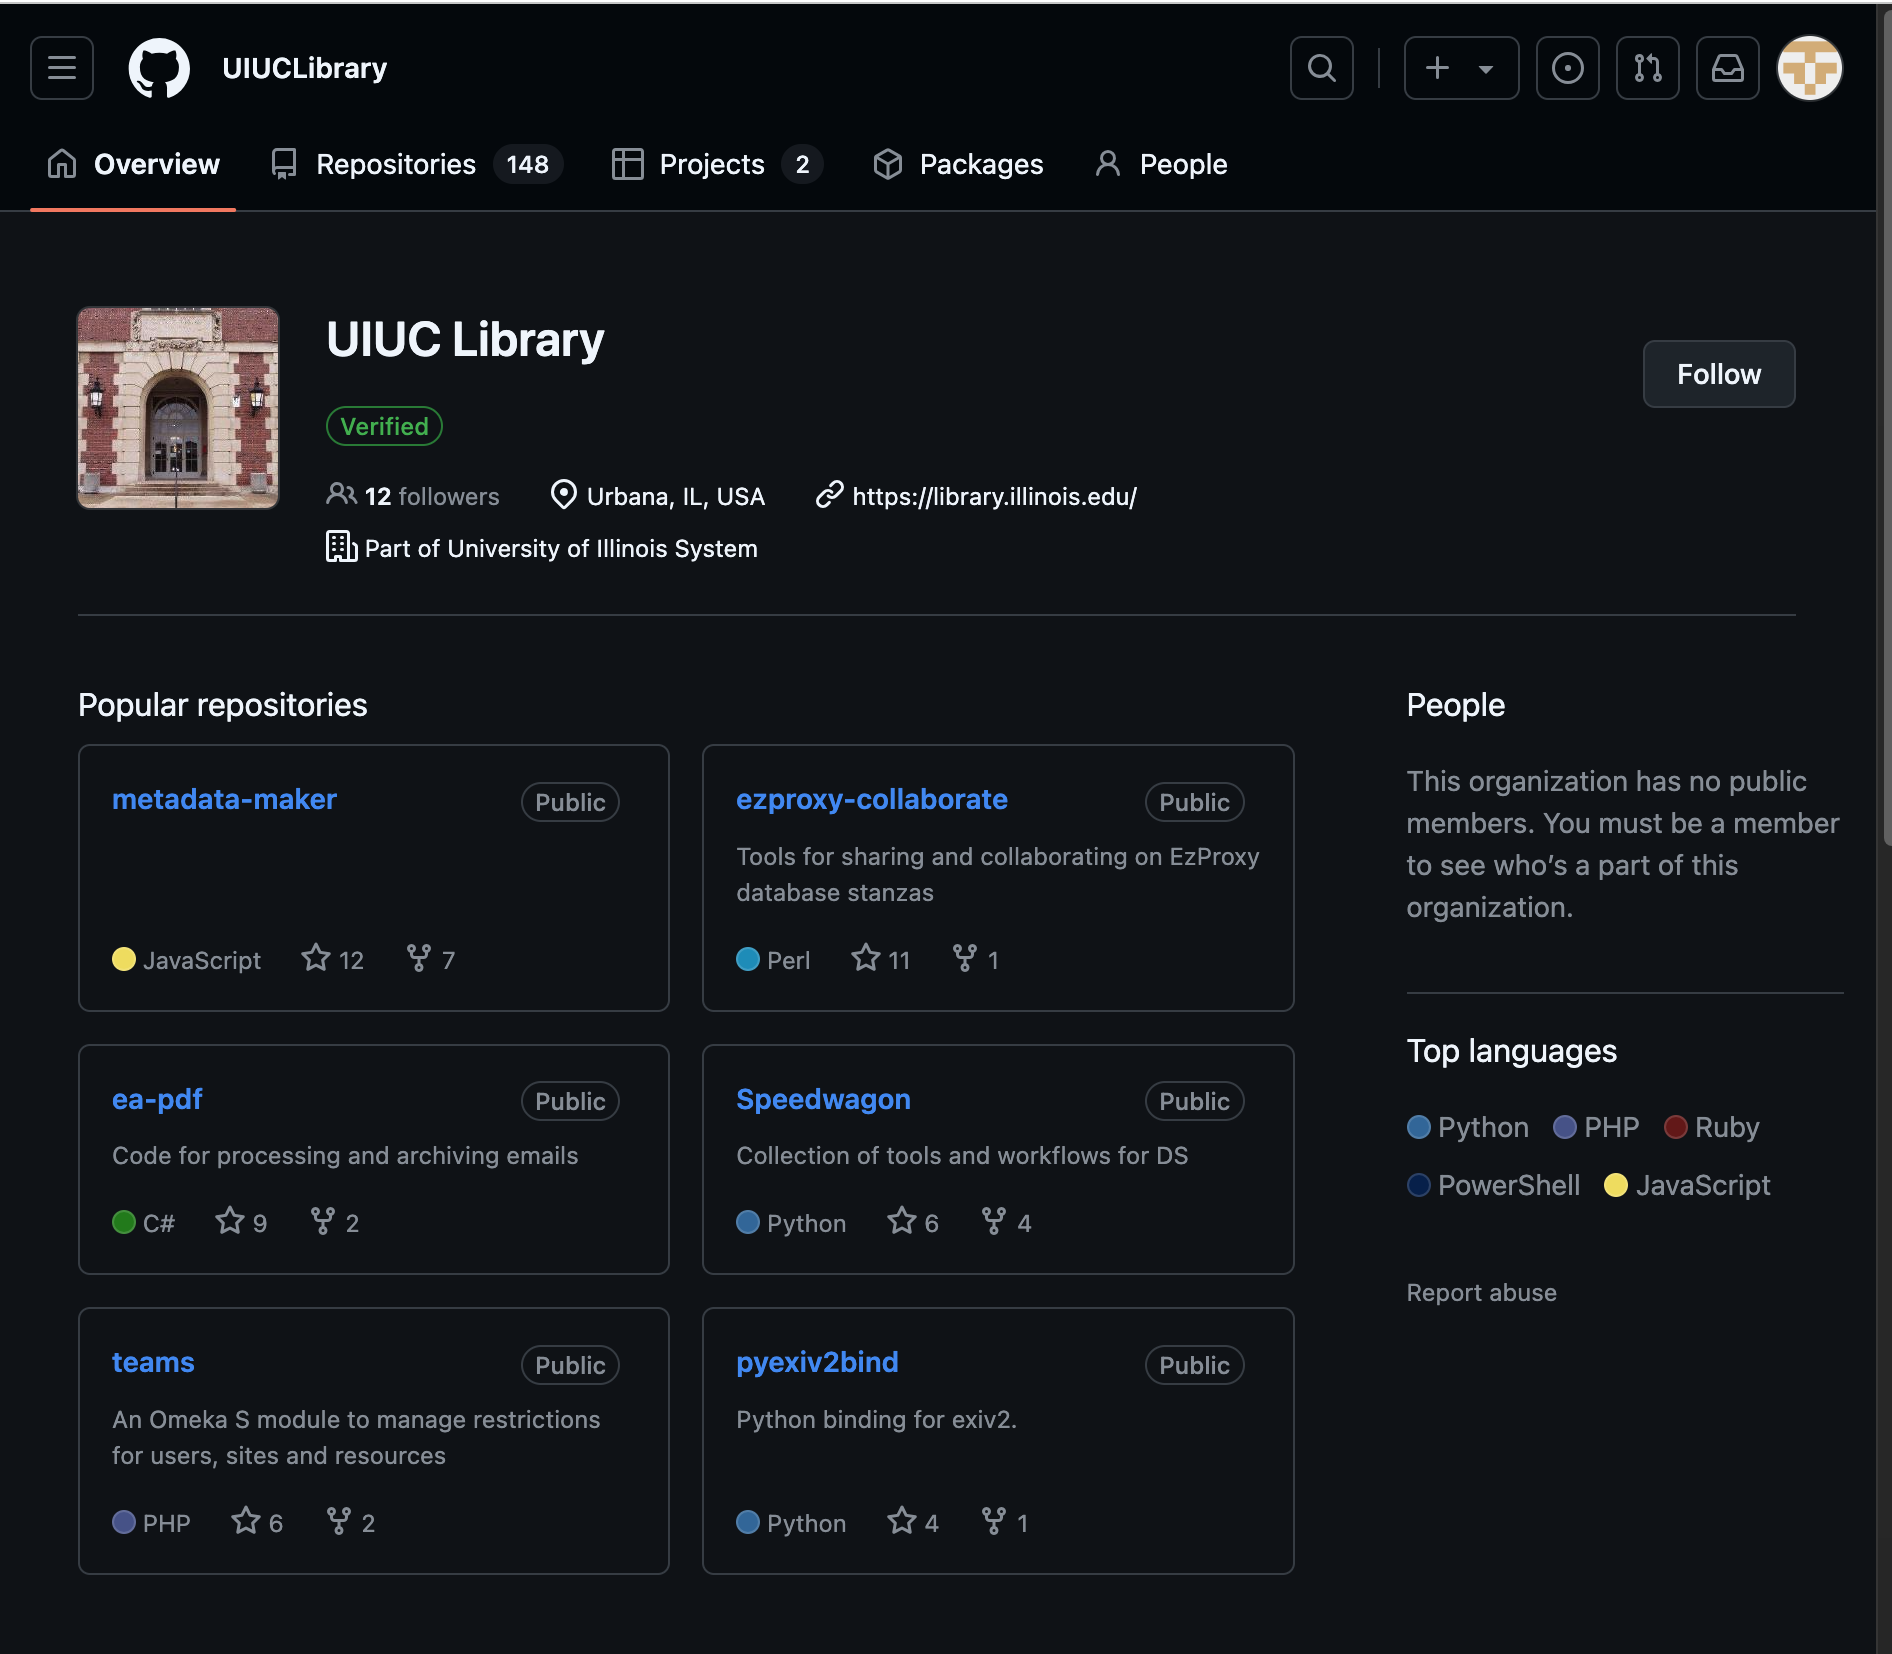 UIUCLibrary
Overview
Repositories 148
Projects 2
Packages
People
UIUC Library
Follow
Verified
12 followers
Urbana, IL, USA
https://library.illinois.edu/
Part of University of Illinois System
Popular repositories
metadata-maker
Public
JavaScript
12
7
ezproxy-collaborate
Public
Tools for sharing and collaborating on EzProxy
database stanzas
Perl
11
1
ea-pdf
Public
Code for processing and archiving emails
C#
9
2
Speedwagon
Public
Collection of tools and workflows for DS
Python
6
4
teams
Public
An Omeka S module to manage restrictions
for users, sites and resources
PHP
6
2
pyexiv2bind
Public
Python binding for exiv2.
Python
4
1
People
This organization has no public
members. You must be a member
to see who’s a part of this
organization.
Top languages
Python PHP Ruby
PowerShell JavaScript
Report abuse